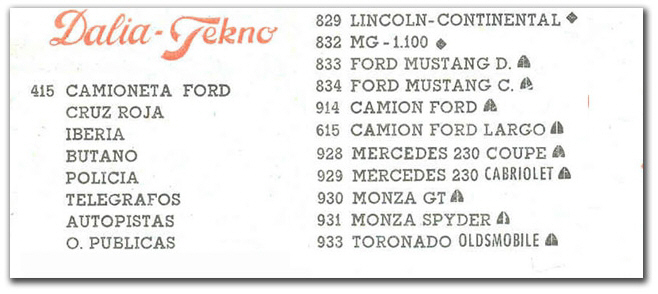 Dalia-Tekno
415 CAMIONETA FORD
CRUZ ROJA
IBERIA
BUTANO
POLICIA
TELEGRAFOS
AUTOPISTAS
O. PUBLICAS
829 LINCOLN-CONTINENTAL
832 MG-1.100
833 FORD MUSTANG D.
834 FORD MUSTANG C.
914 CAMION FORD
615 CAMION FORD LARGO
928 MERCEDES 230 COUPE
929 MERCEDES 230 CABRIOLET
930 MONZA GT
931 MONZA SPYDER
933 TORONADO OLDSMOBILE